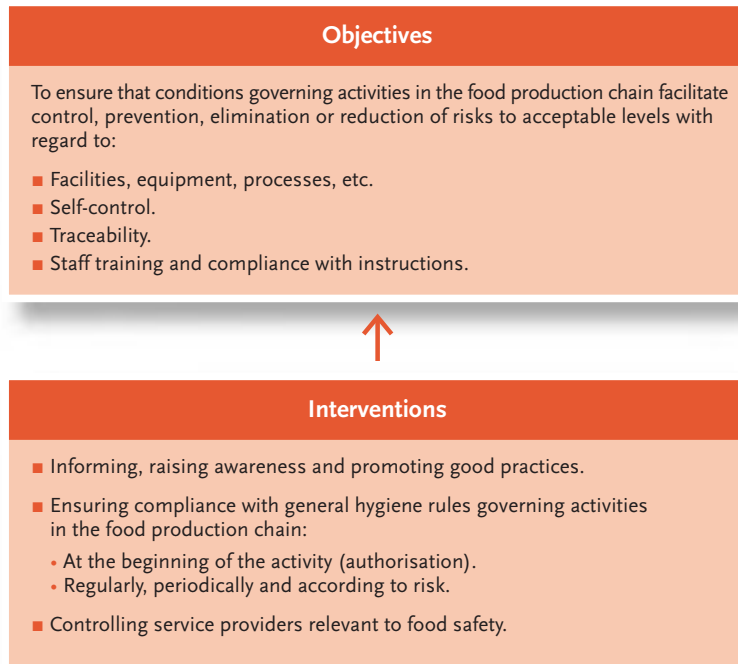 Objectives
To ensure that conditions governing activities in the food production chain facilitate
control, prevention, elimination or reduction of risks to acceptable levels with
regard to:
■ Facilities, equipment, processes, etc.
■ Self-control.
■ Traceability.
■ Staff training and compliance with instructions.
Interventions
■ Informing, raising awareness and promoting good practices.
■ Ensuring compliance with general hygiene rules governing activities
in the food production chain:
• At the beginning of the activity (authorisation).
• Regularly, periodically and according to risk.
■ Controlling service providers relevant to food safety.